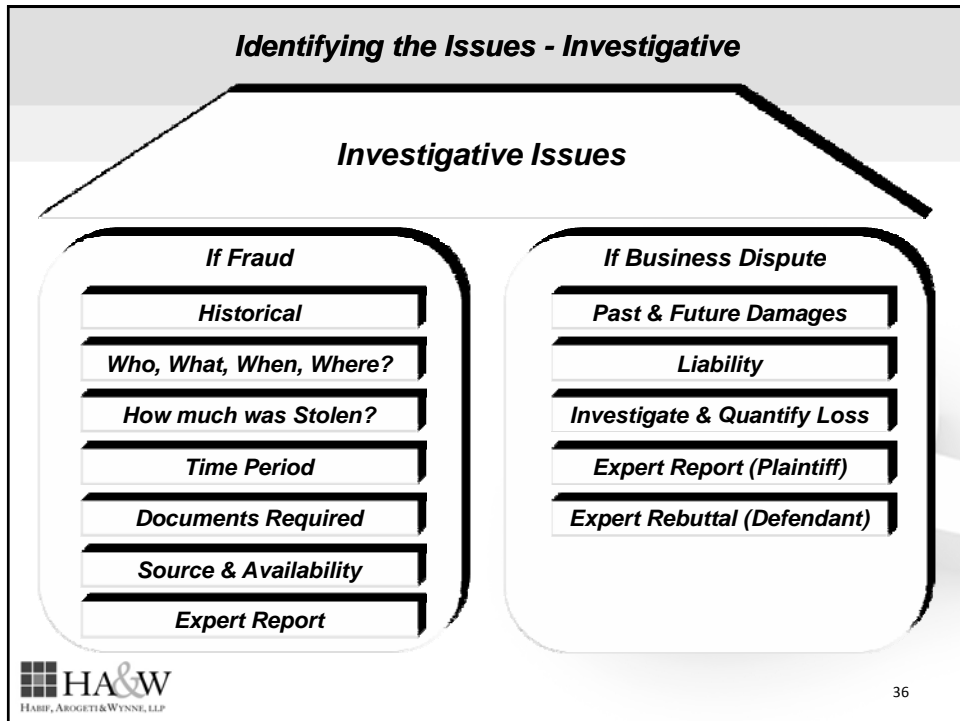 Identifying the Issues - Investigative
Investigative Issues
If Fraud
Historical
Who, What, When, Where?
How much was Stolen?
Time Period
Documents Required
Source & Availability
Expert Report
If Business Dispute
Past & Future Damages
Liability
Investigate & Quantify Loss
Expert Report (Plaintiff)
Expert Rebuttal (Defendant)
HA&W
HABIF, AROGETI & WYNNE, LLP
36